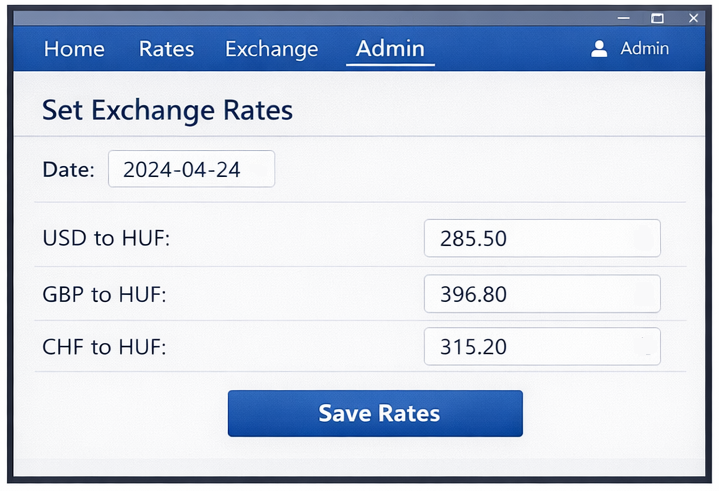 Home Rates Exchange Admin Admin
Set Exchange Rates
Date: 2024-04-24
USD to HUF: 285.50
GBP to HUF: 396.80
CHF to HUF: 315.20
Save Rates